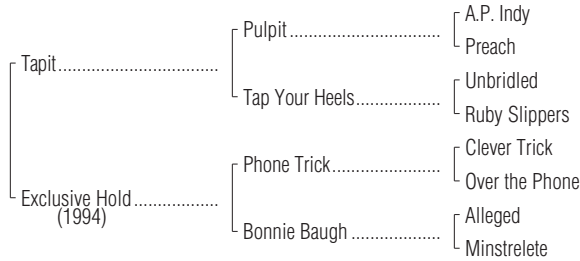 A.P. Indy
Pulpit
Preach
Tapit
Unbridled
Tap Your Heels
Ruby Slippers
Clever Trick
Phone Trick
Over the Phone
Exclusive Hold
(1994)
Alleged
Bonnie Baugh
Minstrelete